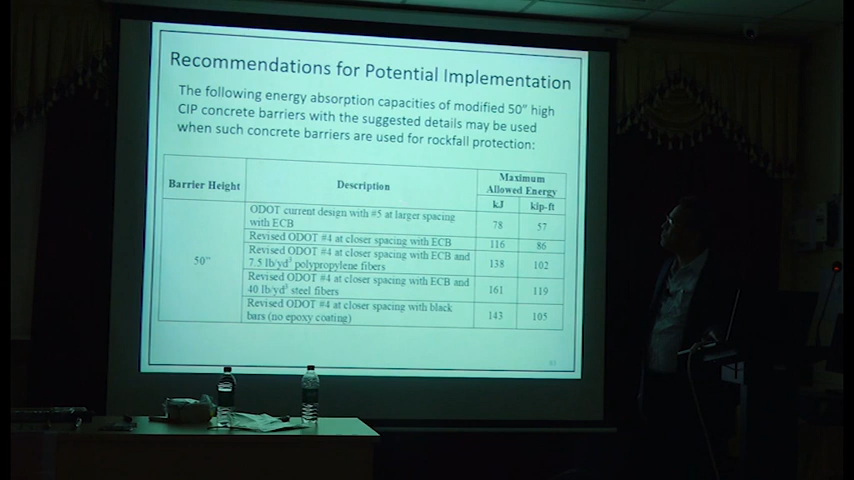 Recommendations for Potential Implementation
The following energy absorption capacities of modified 50" high
CIP concrete barriers with the suggested details may be used
when such concrete barriers are used for rockfall protection:
Barrier Height
Description
Maximum
Allowed Energy
kJ
kip-ft
50"
ODOT current design with #5 at larger spacing
with ECB
78
57
Revised ODOT #4 at closer spacing with ECB
116
86
Revised ODOT #4 at closer spacing with ECB and
7.5 lb/yd³ polypropylene fibers
138
102
Revised ODOT #4 at closer spacing with ECB and
40 lb/yd³ steel fibers
161
119
Revised ODOT #4 at closer spacing with black
bars (no epoxy coating)
143
105